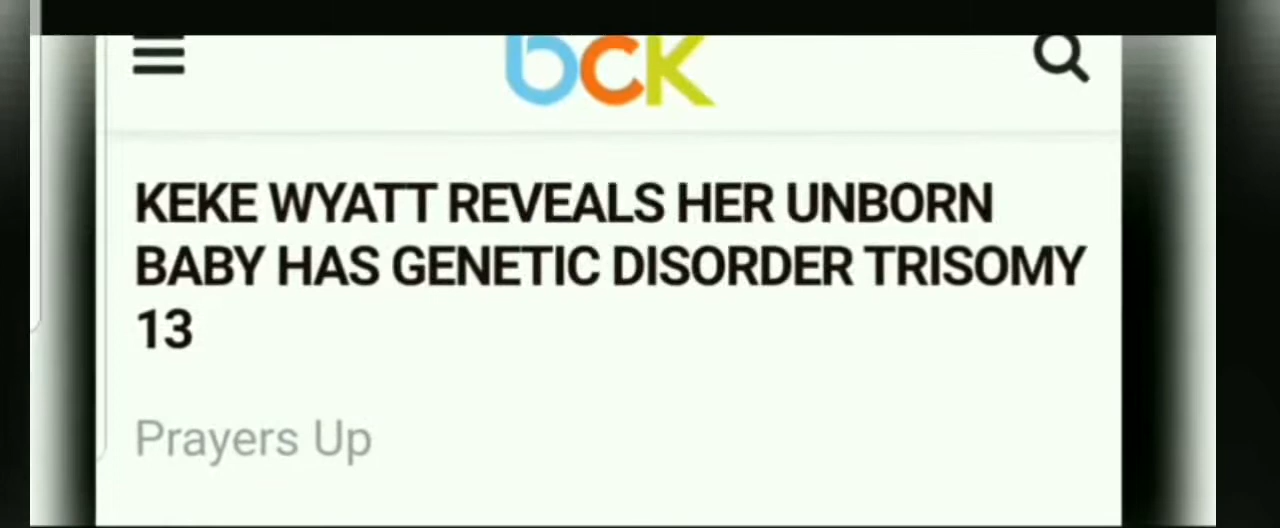 bck
KEKE WYATT REVEALS HER UNBORN
BABY HAS GENETIC DISORDER TRISOMY
13
Prayers Up